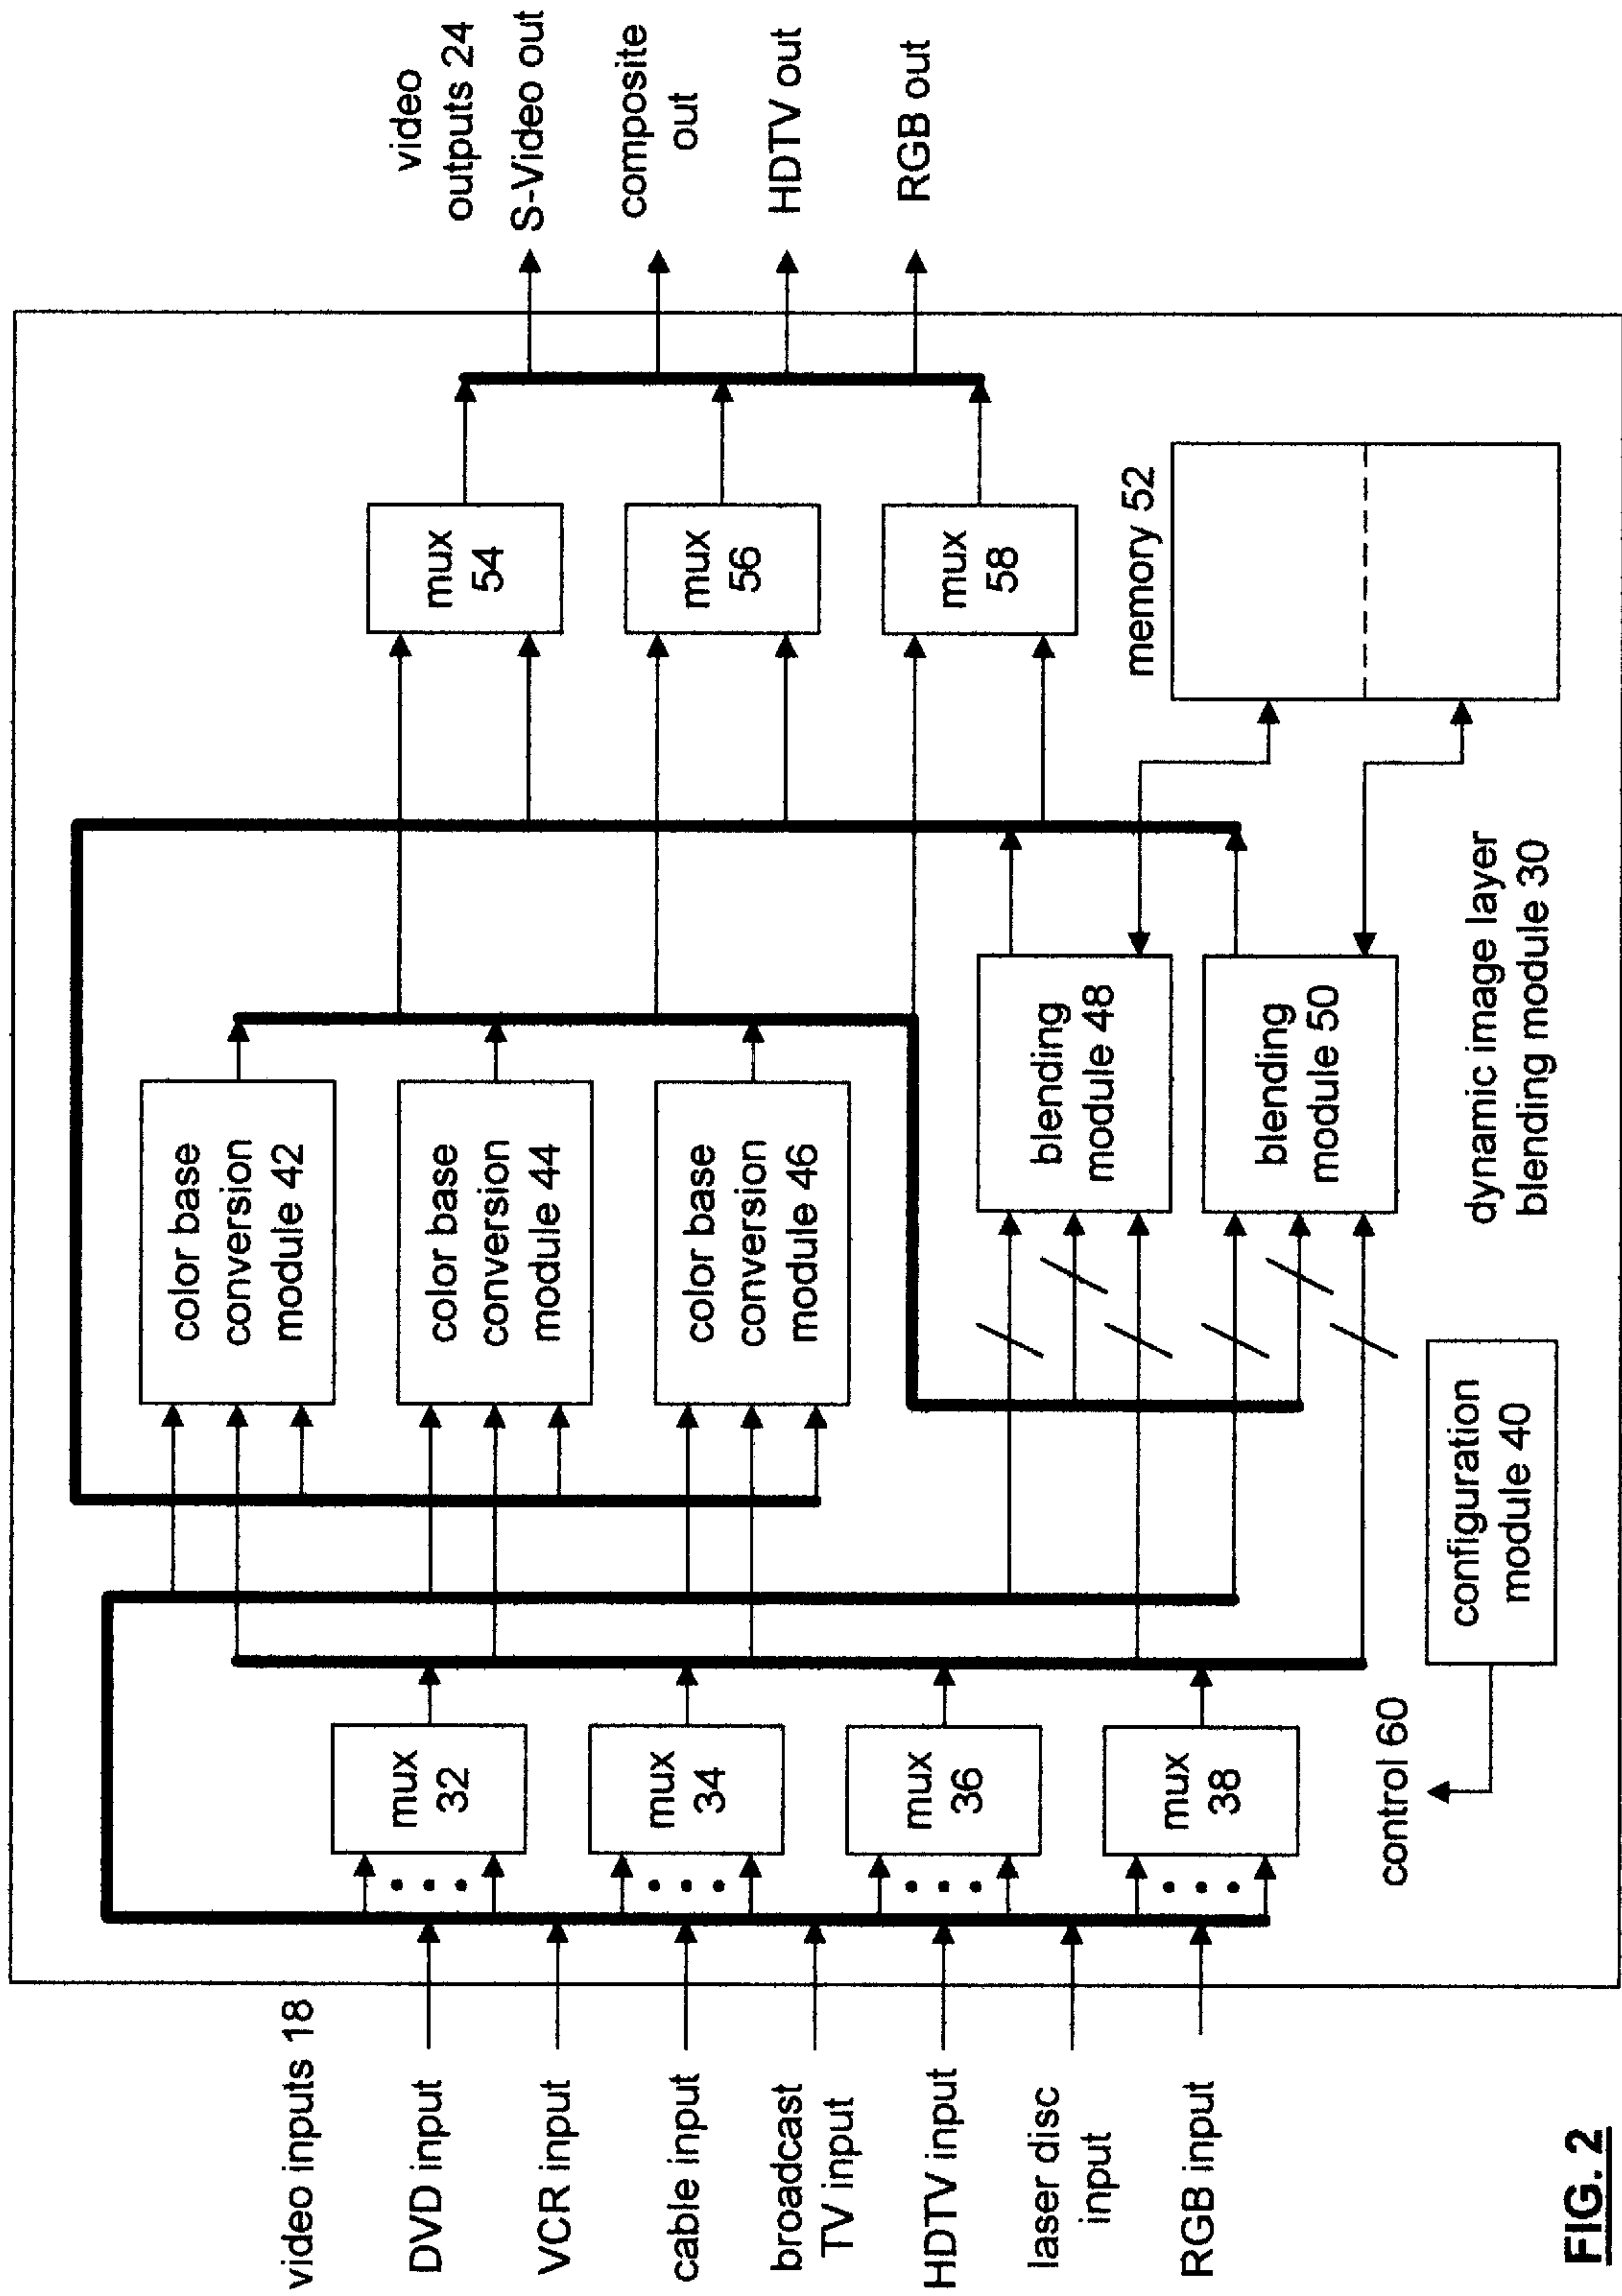 video inputs 18
DVD input
VCR input
cable input
broadcast
TV input
HDTV input
laser disc
input
RGB input
mux
32
mux
34
mux
36
mux
38
control 60
configuration
module 40
color base
conversion
module 42
color base
conversion
module 44
color base
conversion
module 46
blending
module 48
blending
module 50
dynamic image layer
blending module 30
memory 52
mux
54
mux
56
mux
58
video
outputs 24
S-Video out
composite
out
HDTV out
RGB out
FIG. 2